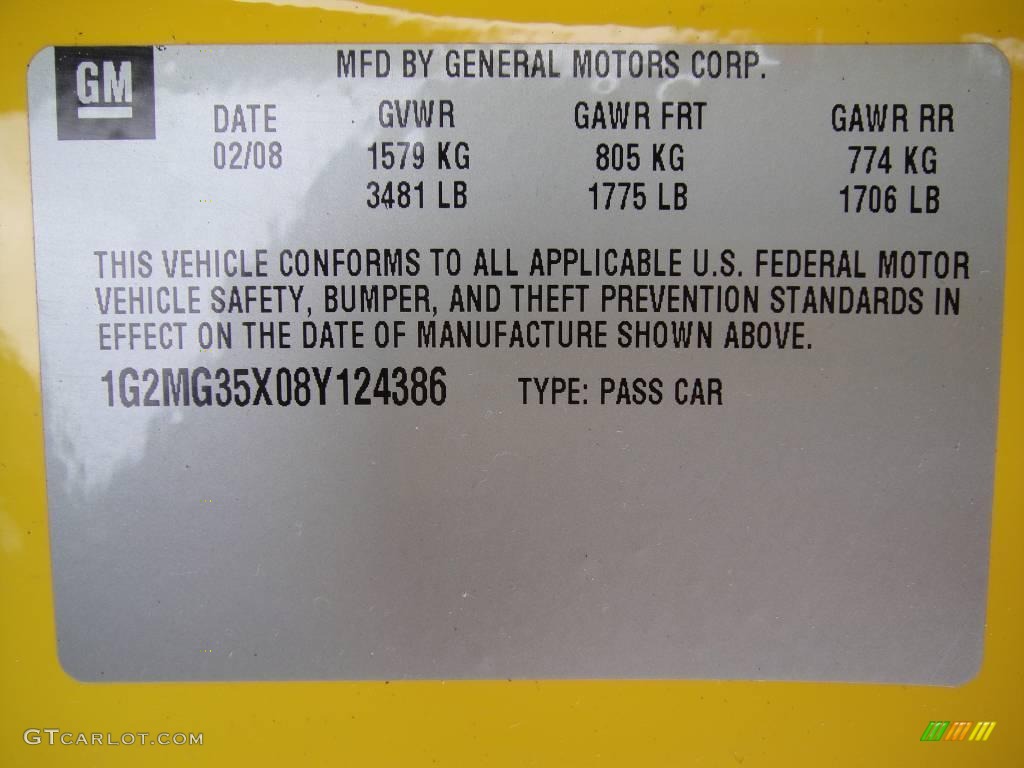 GM
MFD BY GENERAL MOTORS CORP.
DATE GVWR GAWR FRT GAWR RR
02/08 1579 KG 805 KG 774 KG
3481 LB 1775 LB 1706 LB
THIS VEHICLE CONFORMS TO ALL APPLICABLE U.S. FEDERAL MOTOR
VEHICLE SAFETY, BUMPER, AND THEFT PREVENTION STANDARDS IN
EFFECT ON THE DATE OF MANUFACTURE SHOWN ABOVE.
1G2MG35X08Y124386 TYPE: PASS CAR
GTCARLOT.COM